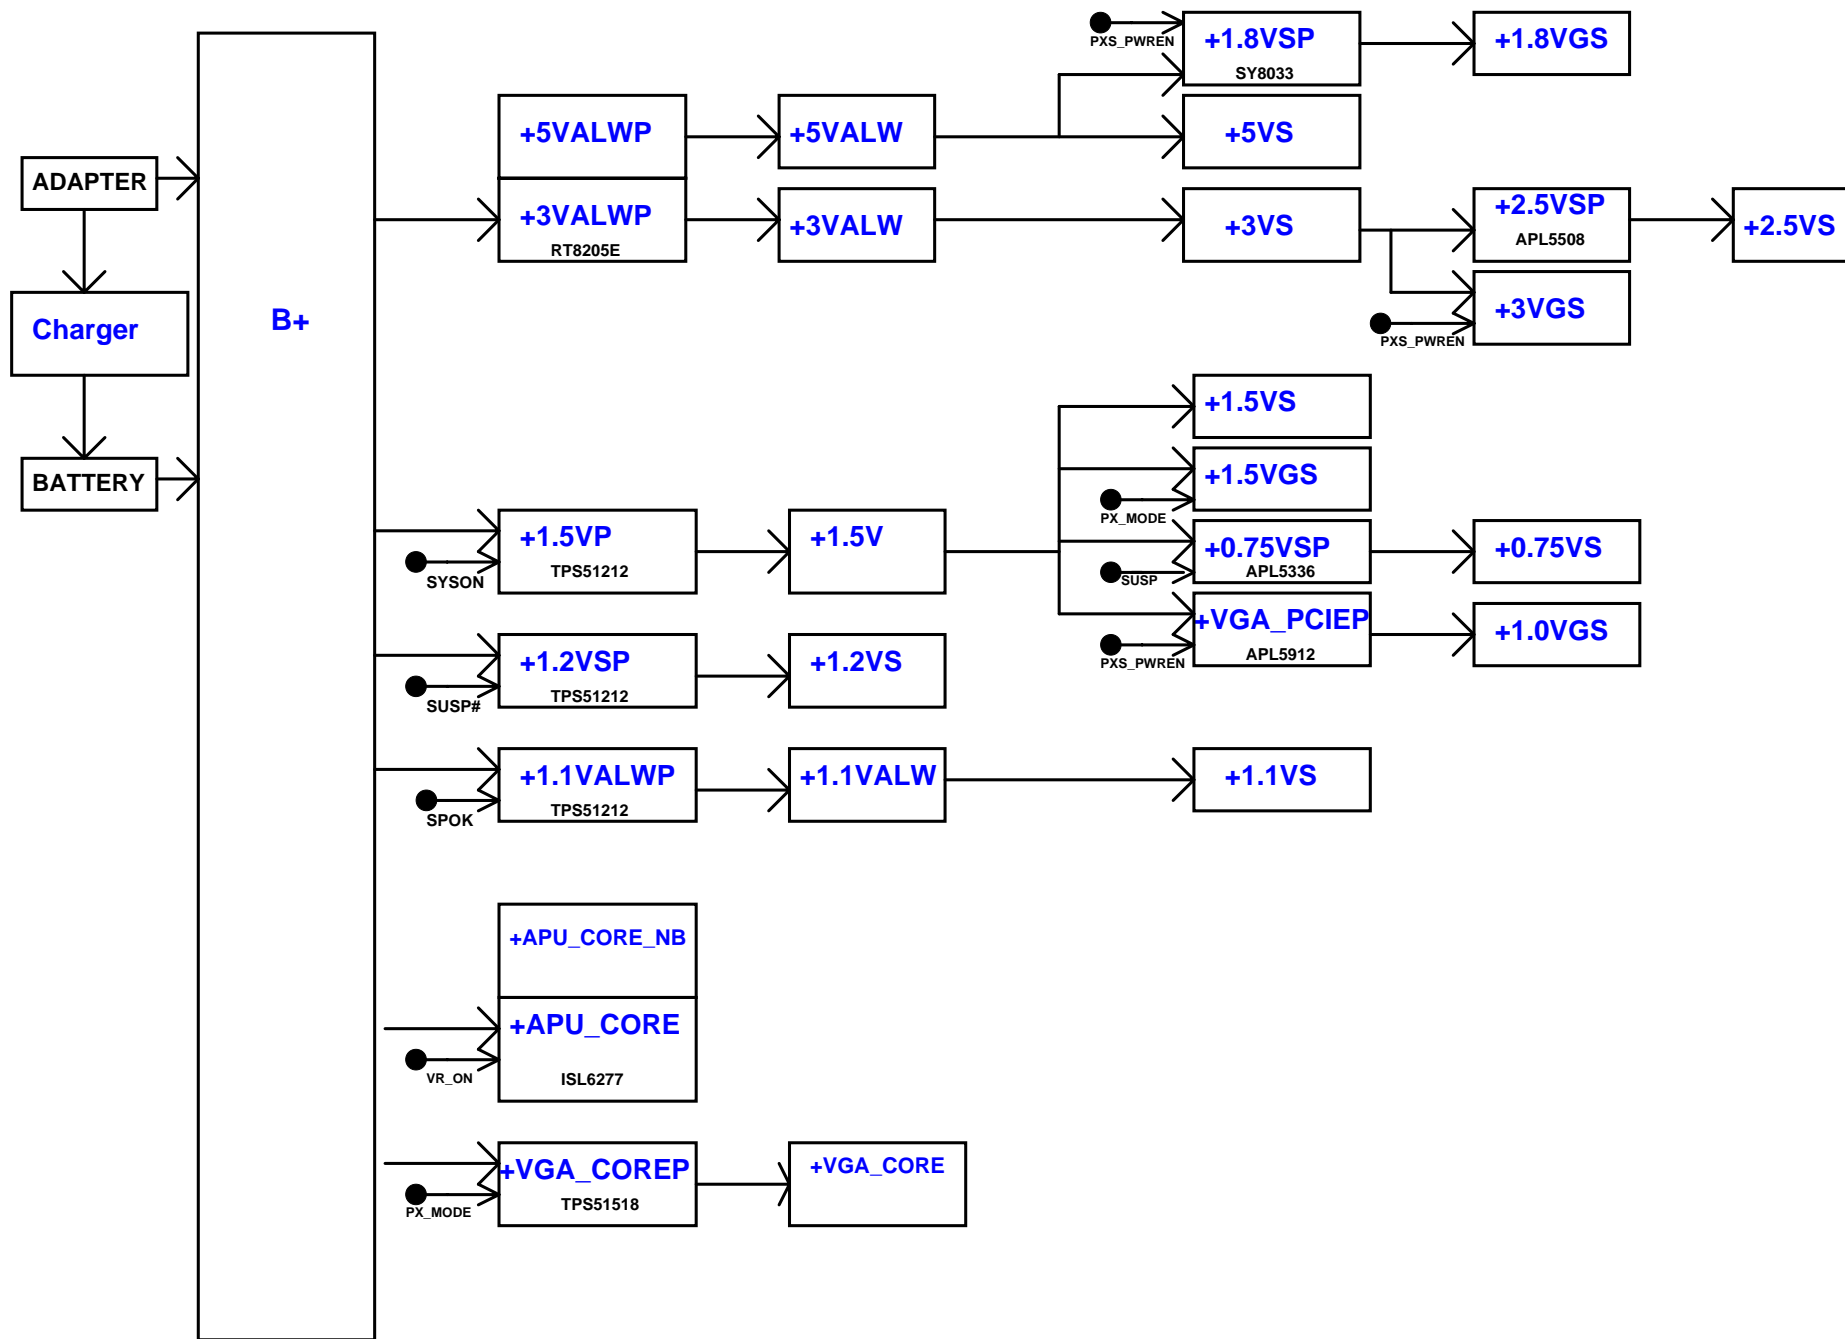 PXS_PWREN
+1.8VSP
SY8033
+1.8VGS
+5VALWP
+5VALW
+5VS
ADAPTER
+3VALWP
RT8205E
+3VALW
+3VS
+2.5VSP
APL5508
+2.5VS
Charger
B+
+3VGS
PXS_PWREN
+1.5VS
BATTERY
+1.5VGS
PX_MODE
+1.5VP
TPS51212
SYSON
+1.5V
+0.75VSP
APL5336
SUSP
+0.75VS
+VGA_PCIEP
APL5912
PXS_PWREN
+1.0VGS
+1.2VSP
TPS51212
SUSP#
+1.2VS
+1.1VALWP
TPS51212
SPOK
+1.1VALW
+1.1VS
+APU_CORE_NB
+APU_CORE
VR_ON
ISL6277
+VGA_COREP
TPS51518
PX_MODE
+VGA_CORE